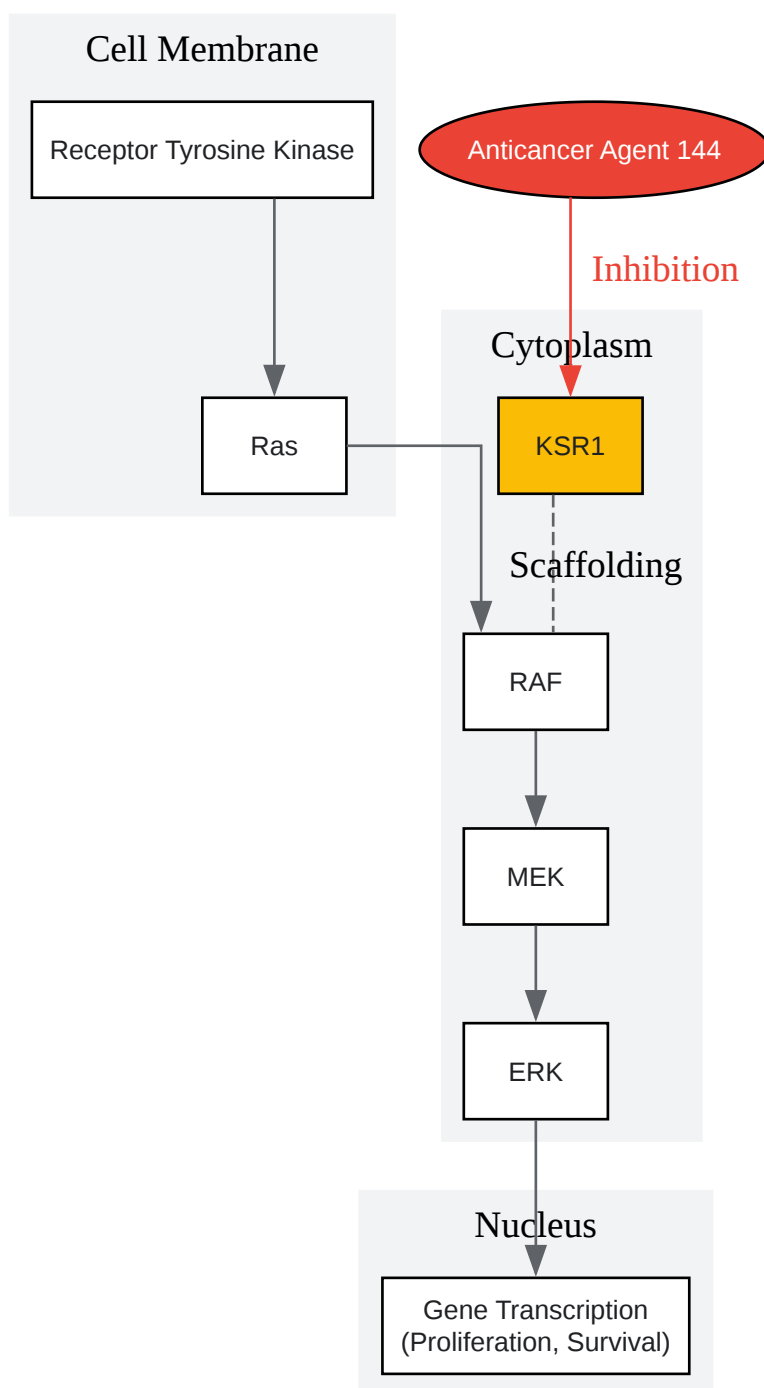 Cell Membrane
Receptor Tyrosine Kinase
Anticancer Agent 144
Inhibition
Cytoplasm
Ras
KSR1
Scaffolding
RAF
MEK
ERK
Nucleus
Gene Transcription
(Proliferation, Survival)